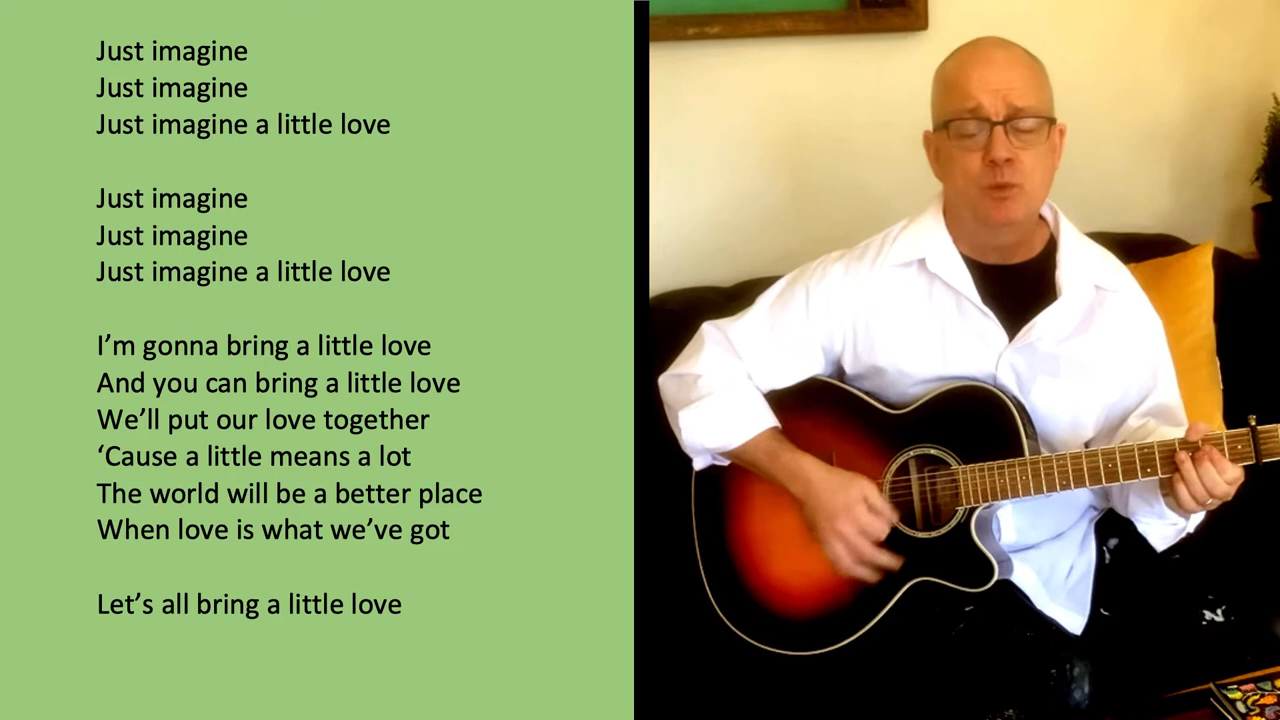 Just imagine
Just imagine
Just imagine a little love
Just imagine
Just imagine
Just imagine a little love
I’m gonna bring a little love
And you can bring a little love
We’ll put our love together
‘Cause a little means a lot
The world will be a better place
When love is what we’ve got
Let’s all bring a little love